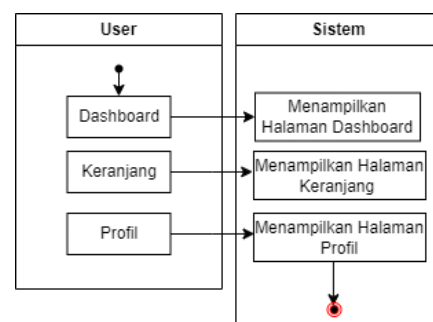 User
Sistem
Dashboard
Menampilkan
Halaman Dashboard
Keranjang
Menampilkan Halaman
Keranjang
Profil
Menampilkan Halaman
Profil